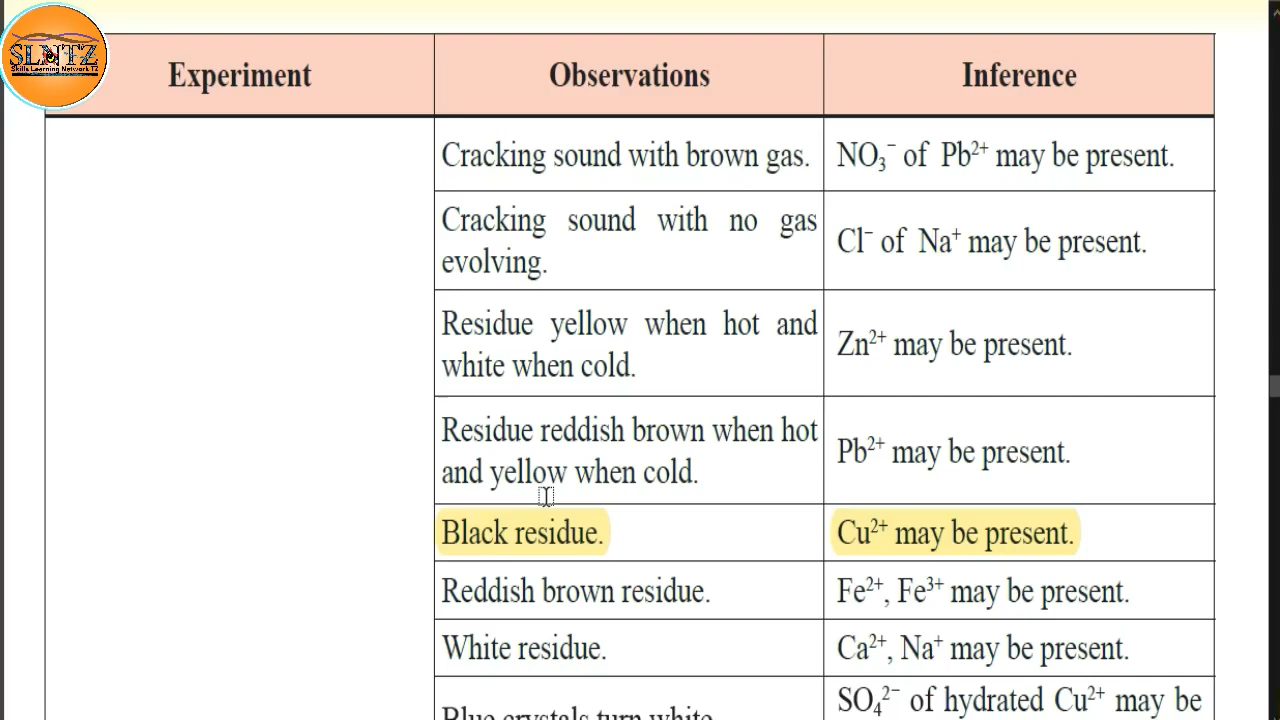 SLNTZ
Skills Learning Network TZ
Experiment
Observations
Inference
Cracking sound with brown gas.
NO₃⁻ of Pb²⁺ may be present.
Cracking sound with no gas
evolving.
Cl⁻ of Na⁺ may be present.
Residue yellow when hot and
white when cold.
Zn²⁺ may be present.
Residue reddish brown when hot
and yellow when cold.
Pb²⁺ may be present.
Black residue.
Cu²⁺ may be present.
Reddish brown residue.
Fe²⁺, Fe³⁺ may be present.
White residue.
Ca²⁺, Na⁺ may be present.
Blue crystals turn white.
SO₄²⁻ of hydrated Cu²⁺ may be